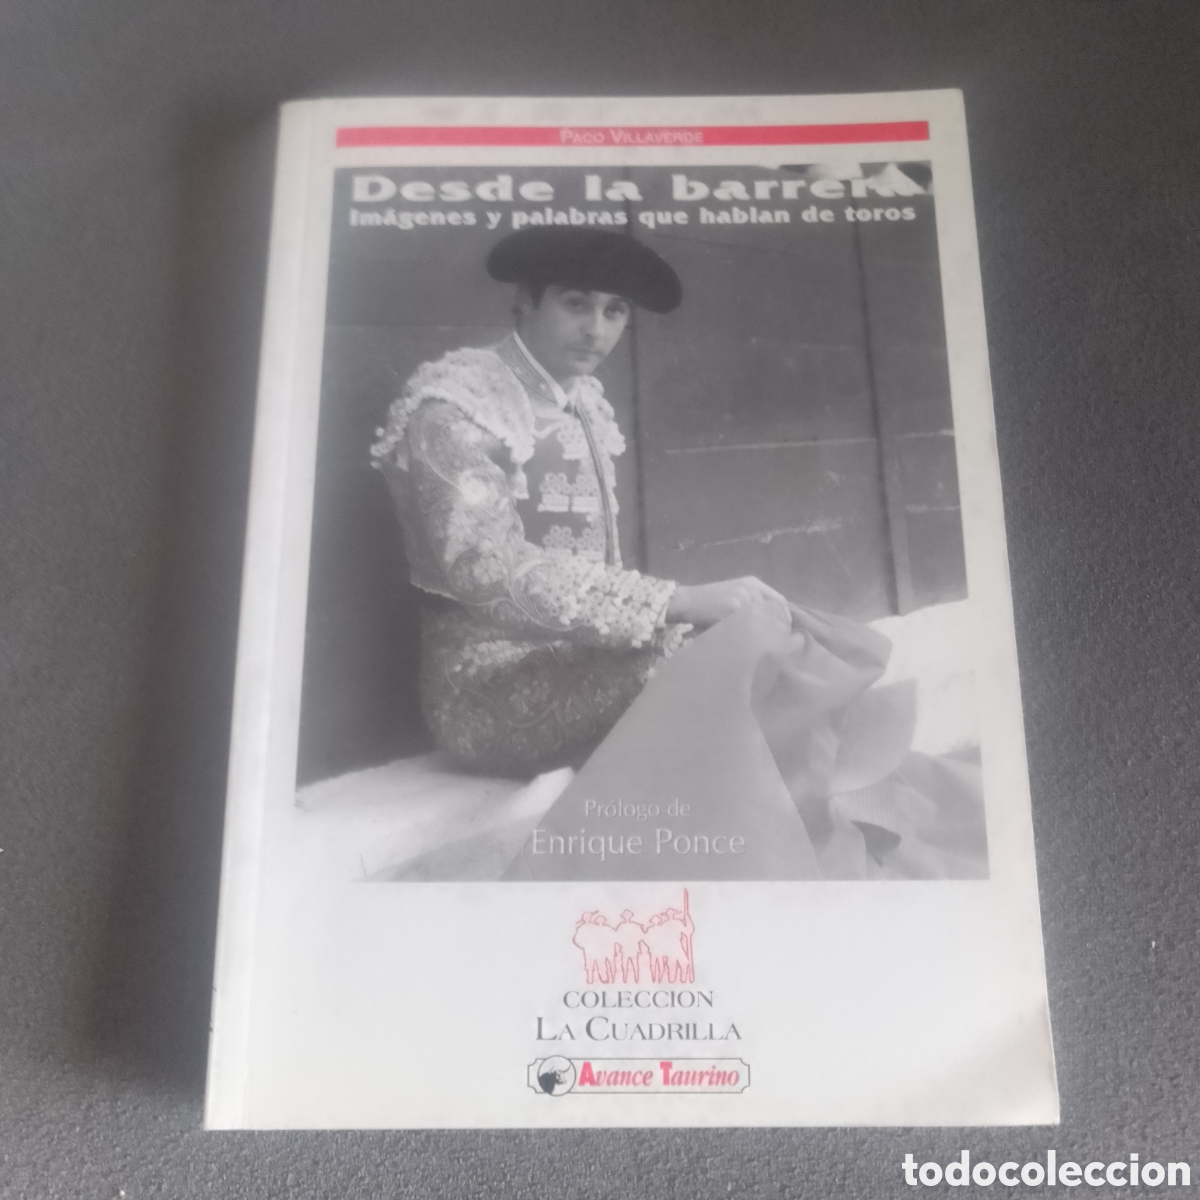 PACO VILLAVERDE
Desde la barrera
Imágenes y palabras que hablan de toros
Prólogo de
Enrique Ponce
COLECCION
LA CUADRILLA
Avance Taurino
todocoleccion